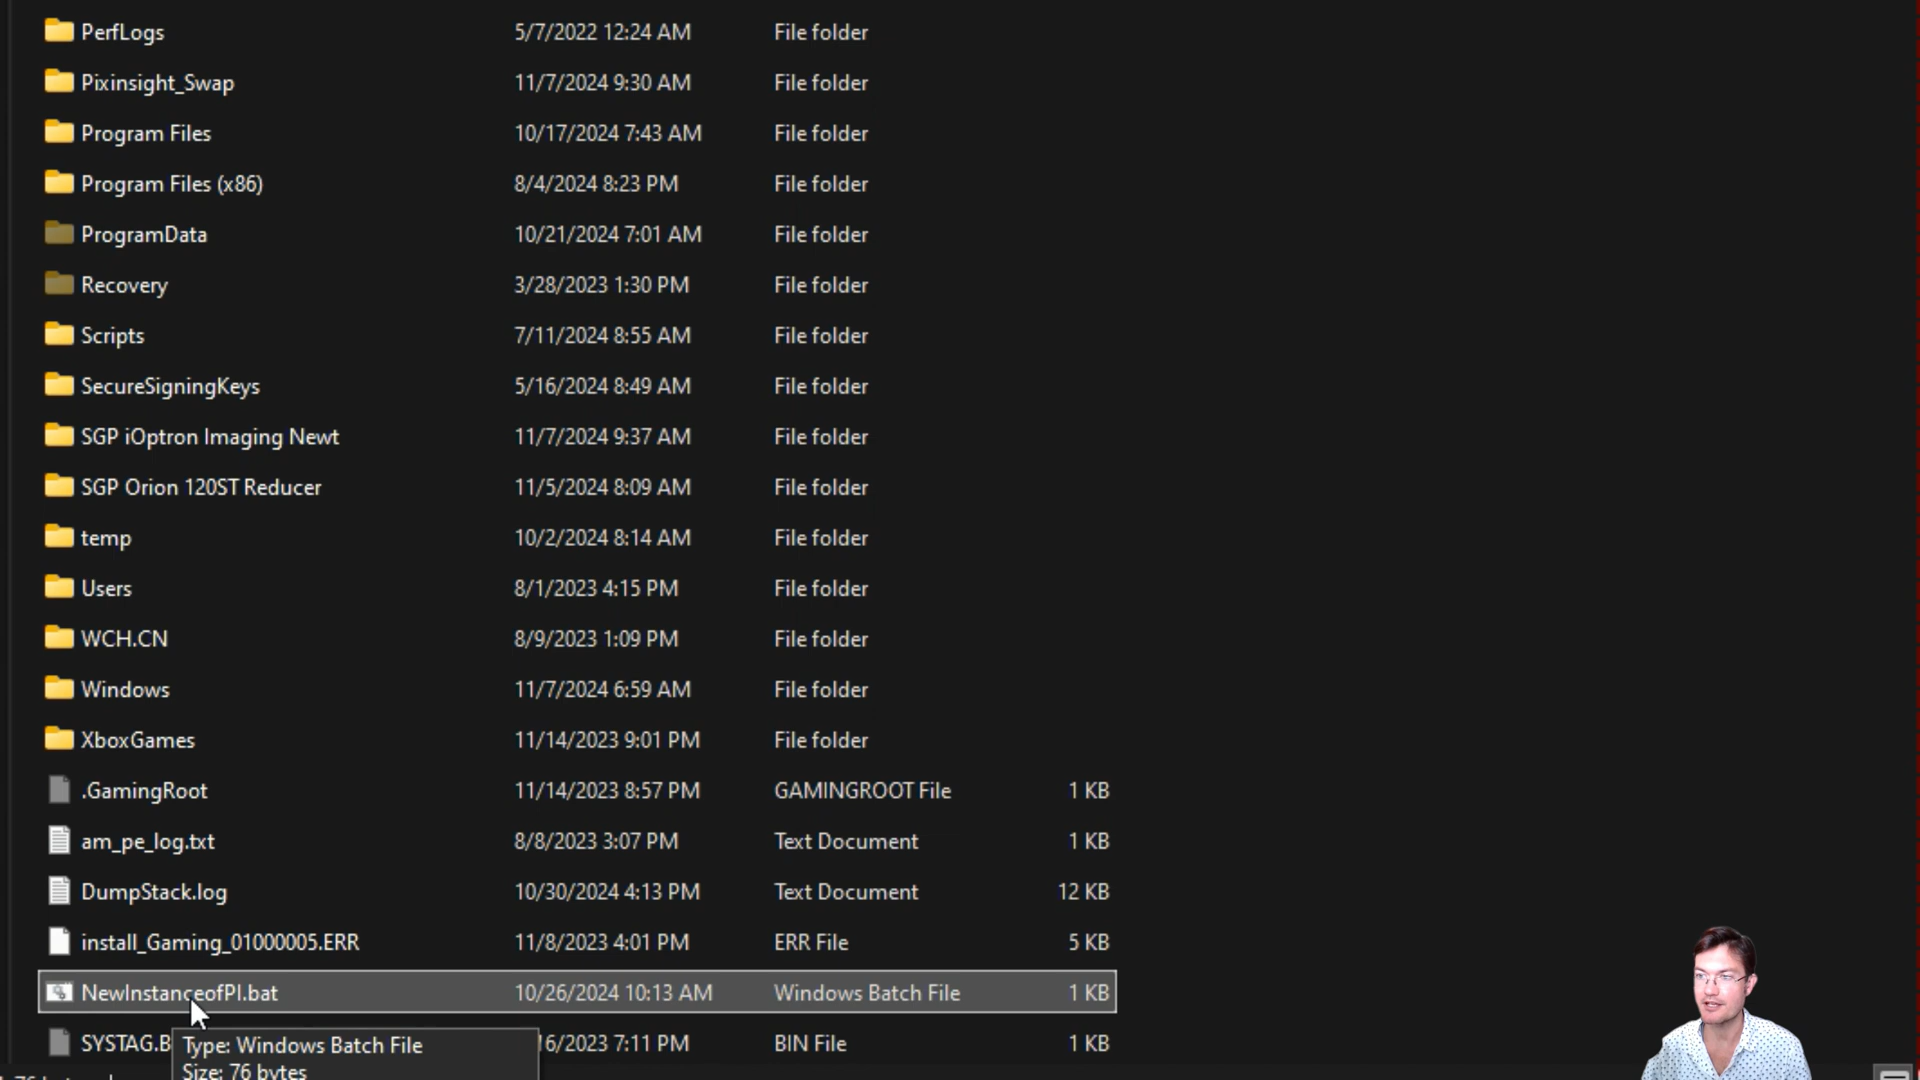 PerfLogs 5/7/2022 12:24 AM File folder
Pixinsight_Swap 11/7/2024 9:30 AM File folder
Program Files 10/17/2024 7:43 AM File folder
Program Files (x86) 8/4/2024 8:23 PM File folder
ProgramData 10/21/2024 7:01 AM File folder
Recovery 3/28/2023 1:30 PM File folder
Scripts 7/11/2024 8:55 AM File folder
SecureSigningKeys 5/16/2024 8:49 AM File folder
SGP iOptron Imaging Newt 11/7/2024 9:37 AM File folder
SGP Orion 120ST Reducer 11/5/2024 8:09 AM File folder
temp 10/2/2024 8:14 AM File folder
Users 8/1/2023 4:15 PM File folder
WCH.CN 8/9/2023 1:09 PM File folder
Windows 11/7/2024 6:59 AM File folder
XboxGames 11/14/2023 9:01 PM File folder
.GamingRoot 11/14/2023 8:57 PM GAMINGROOT File 1 KB
am_pe_log.txt 8/8/2023 3:07 PM Text Document 1 KB
DumpStack.log 10/30/2024 4:13 PM Text Document 12 KB
install_Gaming_01000005.ERR 11/8/2023 4:01 PM ERR File 5 KB
NewInstanceofPI.bat 10/26/2024 10:13 AM Windows Batch File 1 KB
SYSTAG.B 16/2023 7:11 PM BIN File 1 KB
Type: Windows Batch File
Size: 76 bytes